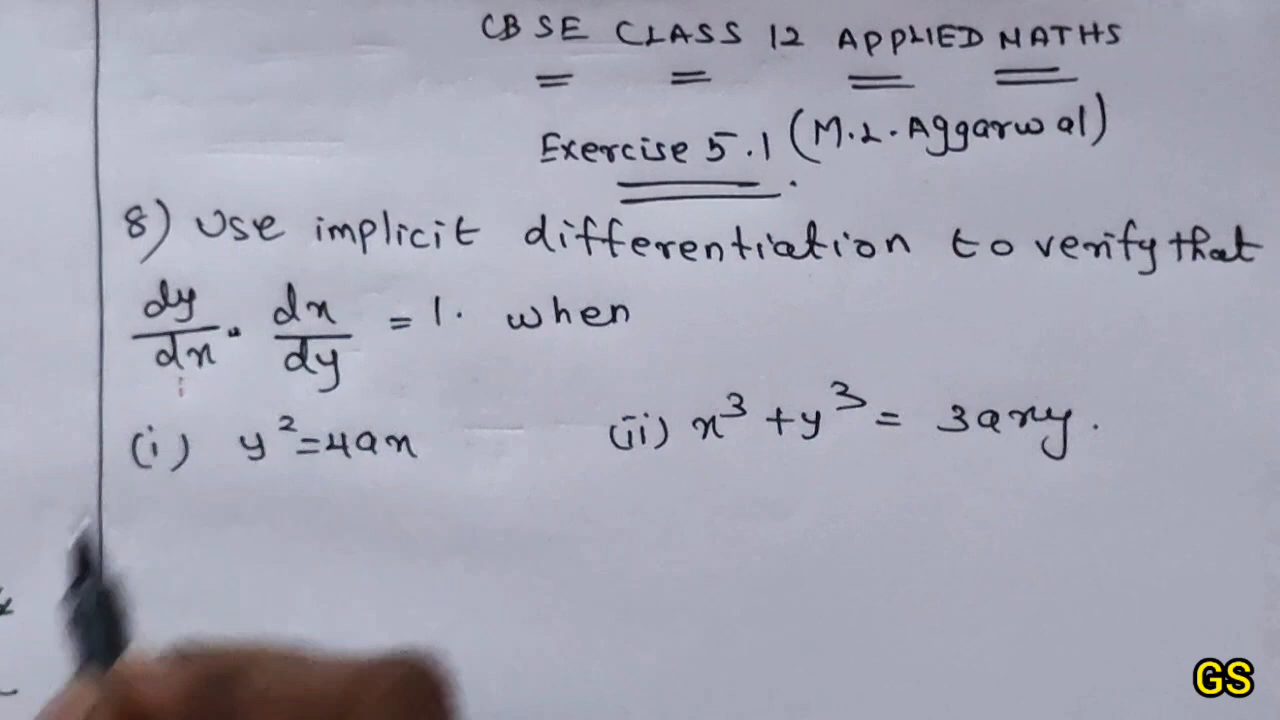 CBSE CLASS 12 APPLIED MATHS
Exercise 5.1 (M.L.Aggarwal)
8) Use implicit differentiation to verify that
dy/dx . dx/dy = 1. when
(i) y² = 4ax (ii) x³ + y³ = 3axy.
GS